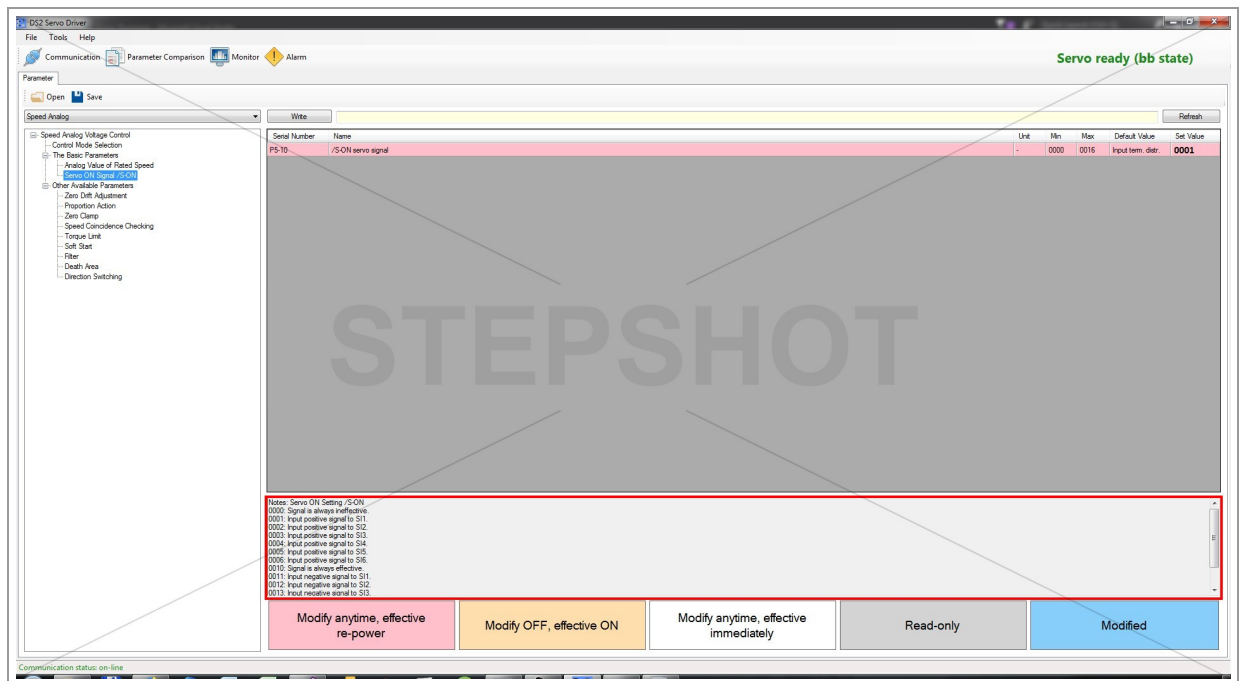 DS2 Servo Driver
File Tools Help
Communication Parameter Comparison Monitor Alarm
Servo ready (bb state)
Parameter
Open Save
Speed Analog
Write
Refresh
Speed Analog Voltage Control
Control Mode Selection
The Basic Parameters
Analog Value of Rated Speed
Servo ON Signal /S-ON
Other Available Parameters
Zero Drift Adjustment
Proportion Action
Zero Clamp
Speed Coincidence Checking
Torque Limit
Soft Start
Filter
Death Area
Direction Switching
Serial Number Name Unit Min Max Default Value Set Value
P5-10 /S-ON servo signal - 0000 0016 Input term. distr. 0001
STEPSHOT
Notes: Servo ON Setting /S-ON
0000: Signal is always ineffective.
0001: Input positive signal to SI1.
0002: Input positive signal to SI2.
0003: Input positive signal to SI3.
0004: Input positive signal to SI4.
0005: Input positive signal to SI5.
0006: Input positive signal to SI6.
0010: Signal is always effective.
0011: Input negative signal to SI1.
0012: Input negative signal to SI2.
0013: Input negative signal to SI3.
Modify anytime, effective
re-power
Modify OFF, effective ON
Modify anytime, effective
immediately
Read-only
Modified
Communication status: on-line